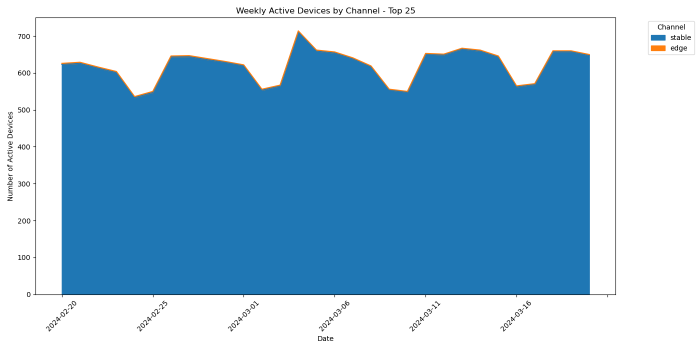 Weekly Active Devices by Channel - Top 25
Channel
stable
edge
Number of Active Devices
700
600
500
400
300
200
100
0
2024-02-20
2024-02-25
2024-03-01
2024-03-06
2024-03-11
2024-03-16
Date